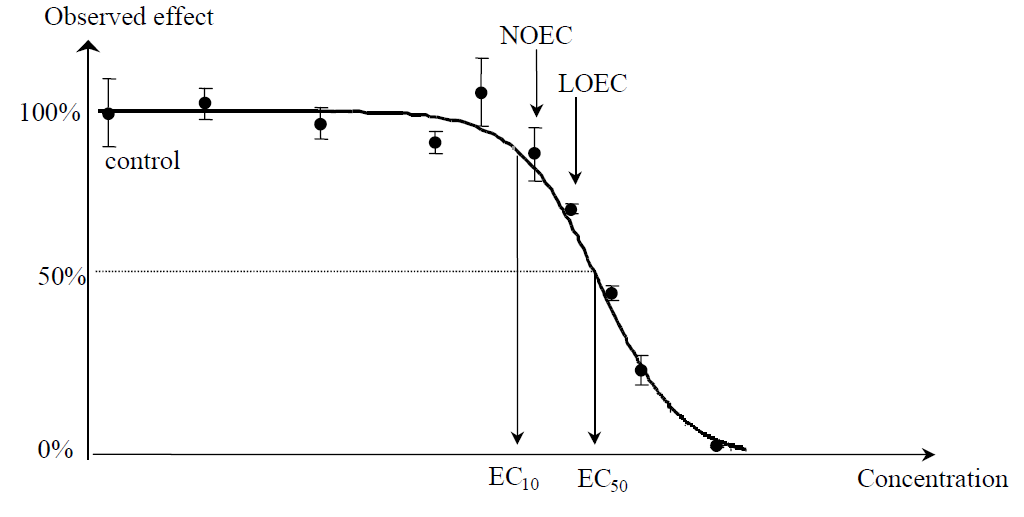 Observed effect
NOEC
LOEC
100%
control
50%
0%
EC10
EC50
Concentration